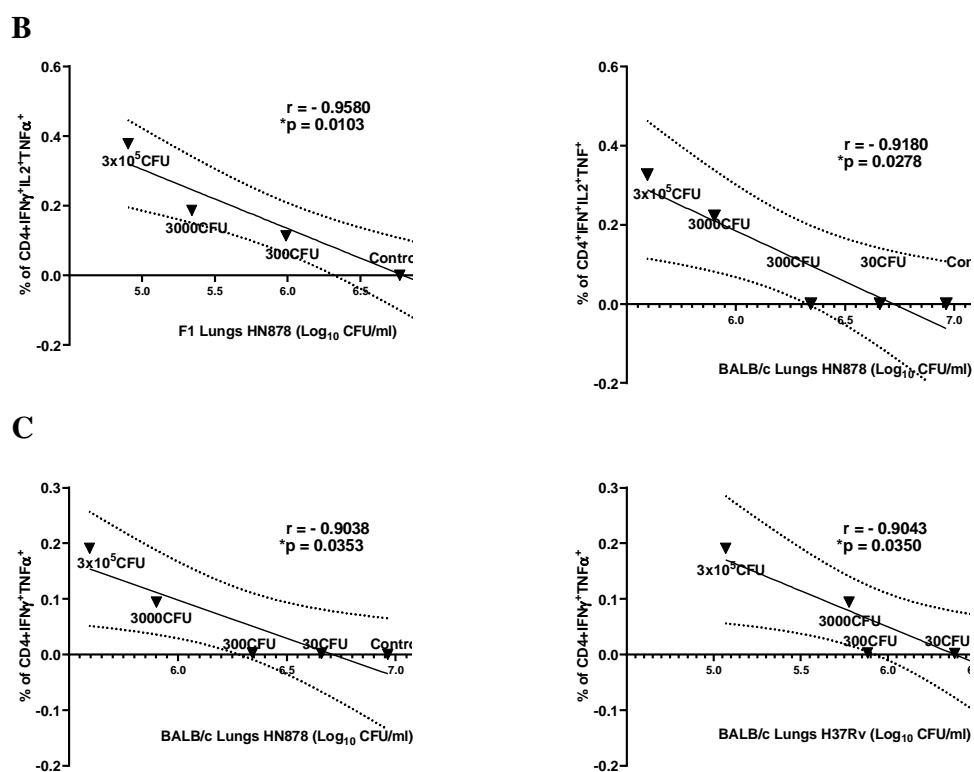 B
0.6
0.4
0.2
0.0
-0.2
% of CD4+IFNγ⁺IL2⁺TNFα⁺
r = - 0.9580
*p = 0.0103
3x10⁵CFU
3000CFU
300CFU
Contro
5.0 5.5 6.0 6.5
F1 Lungs HN878 (Log₁₀ CFU/ml)
0.6
0.4
0.2
0.0
-0.2
% of CD4⁺IFN⁺IL2⁺TNF⁺
r = - 0.9180
*p = 0.0278
3x10⁵CFU
3000CFU
300CFU 30CFU Con
6.0 6.5 7.0
BALB/c Lungs HN878 (Log₁₀ CFU/ml)
C
0.3
0.2
0.1
0.0
-0.1
-0.2
% of CD4+IFNγ⁺TNFα⁺
r = - 0.9038
*p = 0.0353
3x10⁵CFU
3000CFU
300CFU 30CFU Contro
6.0 6.5 7.0
BALB/c Lungs HN878 (Log₁₀ CFU/ml)
0.3
0.2
0.1
0.0
-0.1
-0.2
% of CD4+IFNγ⁺TNFα⁺
r = - 0.9043
*p = 0.0350
3x10⁵CFU
3000CFU
300CFU 30CFU
5.0 5.5 6.0 6
BALB/c Lungs H37Rv (Log₁₀ CFU/ml)